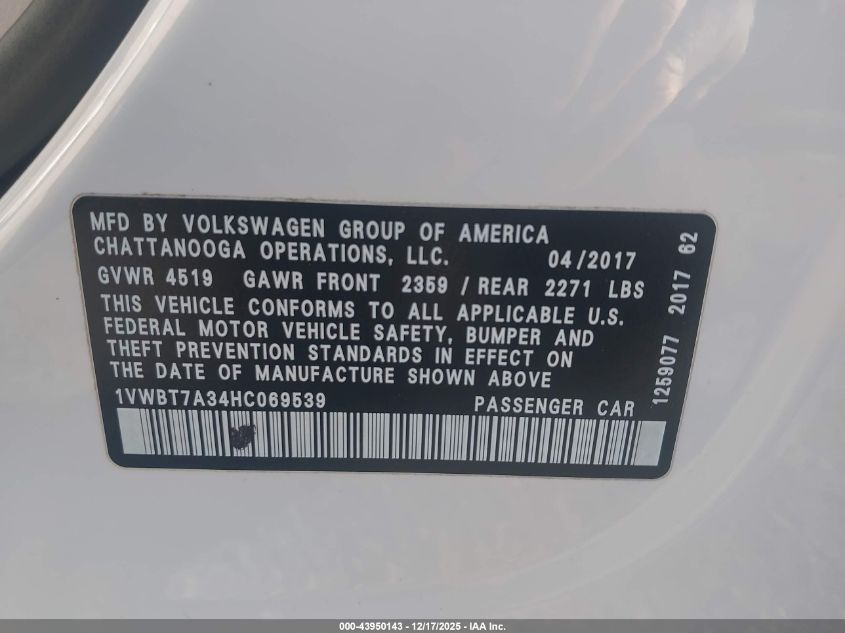 MFD BY VOLKSWAGEN GROUP OF AMERICA
CHATTANOOGA OPERATIONS, LLC. 04/2017
GVWR 4519 GAWR FRONT 2359 / REAR 2271 LBS
THIS VEHICLE CONFORMS TO ALL APPLICABLE U.S.
FEDERAL MOTOR VEHICLE SAFETY, BUMPER AND
THEFT PREVENTION STANDARDS IN EFFECT ON
THE DATE OF MANUFACTURE SHOWN ABOVE
1VWBT7A34HC069539 PASSENGER CAR
1259077 2017 62
000-43950143 - 12/17/2025 - IAA Inc.